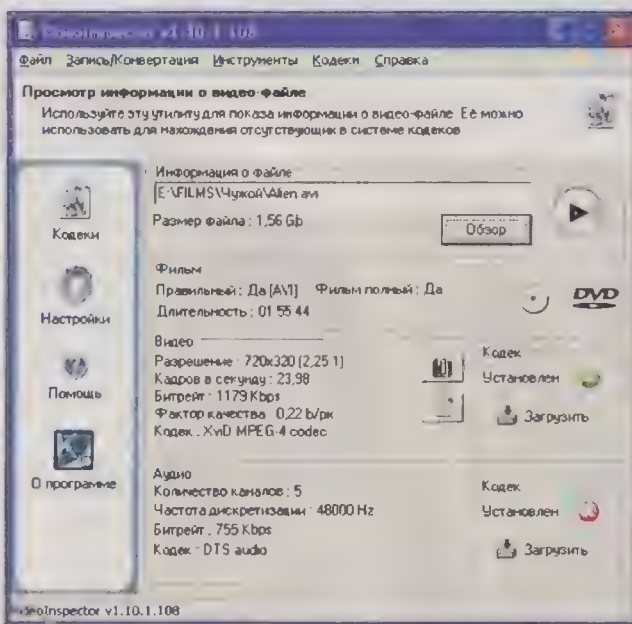 v1.10.1.108
Файл Запись/Конвертация Инструменты Кодеки Справка
Просмотр информации о видео-файле
Используйте эту утилиту для показа информации о видео-файле. Её можно
использовать для нахождения отсутствующих в системе кодеков
Кодеки
Настройки
Помощь
О программе
Информация о файле
E:\FILMS\Чужой\Alien.avi
Размер файла : 1,56 Gb
Обзор
Фильм
Правильный : Да (AVI) Фильм полный : Да
Длительность : 01 55 44
DVD
Видео
Разрешение : 720x320 (2,25 1)
Кадров в секунду : 23,98
Битрейт : 1179 Kbps
Фактор качества 0,22 b/px
Кодек . XviD MPEG-4 codec
Кодек
Установлен
Загрузить
Аудио
Количество каналов : 5
Частота дискретизации : 48000 Hz
Битрейт . 755 Kbps
Кодек : DTS audio
Кодек
Установлен
Загрузить
VideoInspector v1.10.1.108